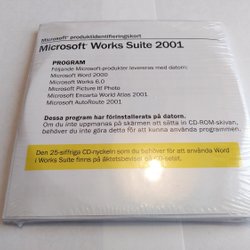 Microsoft® produktidentifieringskort
Microsoft® Works Suite 2001
PROGRAM
Följande Microsoft-produkter levereras med datorn:
Microsoft Word 2000
Microsoft Works 6.0
Microsoft Picture It! Photo
Microsoft Encarta World Atlas 2001
Microsoft AutoRoute 2001
Dessa program har förinstallerats på datorn.
Om du inte uppmanas på skärmen att sätta in CD-ROM-skivan,
behöver du inte göra detta för att kunna använda programmen.
Den 25-siffriga CD-nyckeln som du behöver för att använda Word
i Works Suite finns på äkthetsbeviset på CD-fodralet.